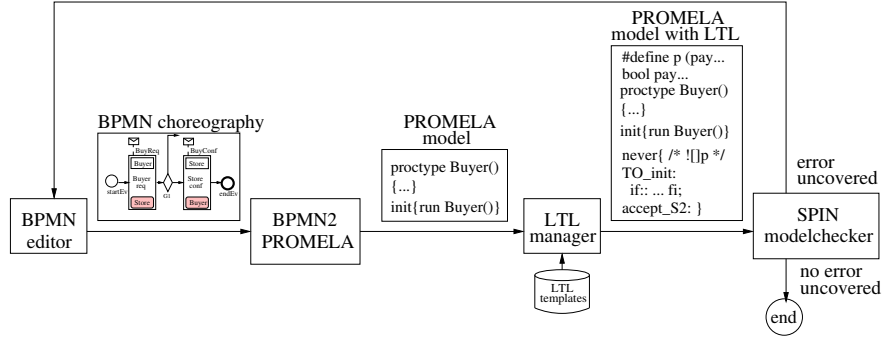 PROMELA
model with LTL
#define p (pay...
bool pay...
proctype Buyer()
{...}
init{run Buyer()}
never{ /* ![]p */
TO_init:
if:: ... fi;
accept_S2: }
BPMN choreography
BuyReq
BuyConf
Buyer
Store
Buyer
req
Store
conf
startEv
G1
endEv
Store
Buyer
PROMELA
model
proctype Buyer()
{...}
init{run Buyer()}
error
uncovered
BPMN
editor
BPMN2
PROMELA
LTL
manager
SPIN
modelchecker
LTL
templates
no error
uncovered
end